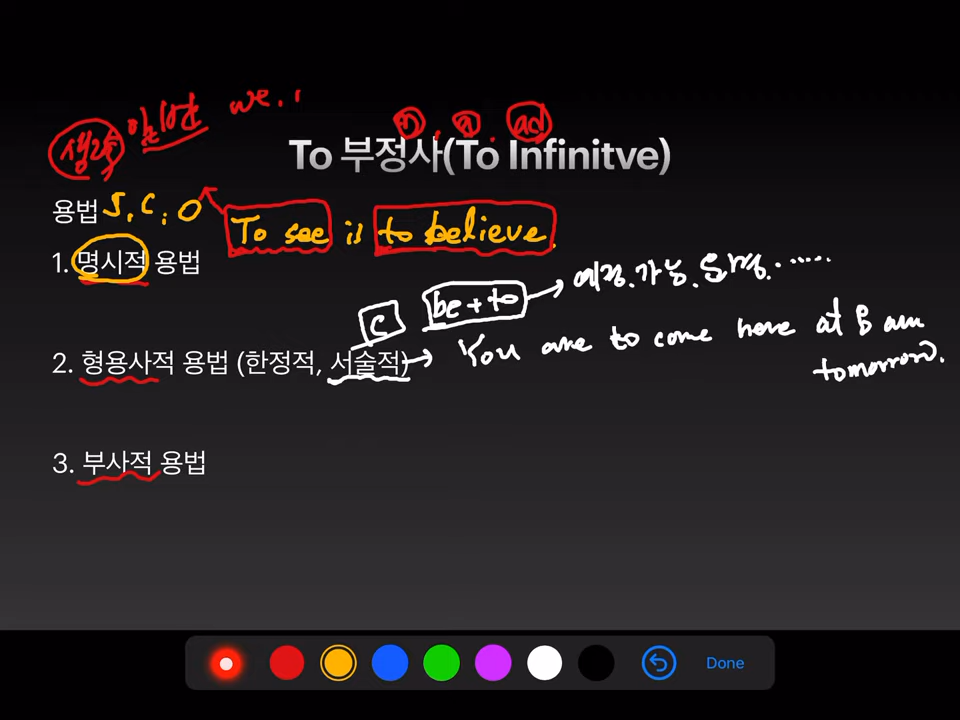 생략 일반인 we. I
n. a. ad
To 부정사(To Infinitve)
용법 S. C. O
To see is to believe.
1. 명시적 용법
be + to → 예정. 가능. 운명. ......
C
2. 형용사적 용법 (한정적, 서술적) → You are to come here at 8 am
tomorrow.
3. 부사적 용법
Done